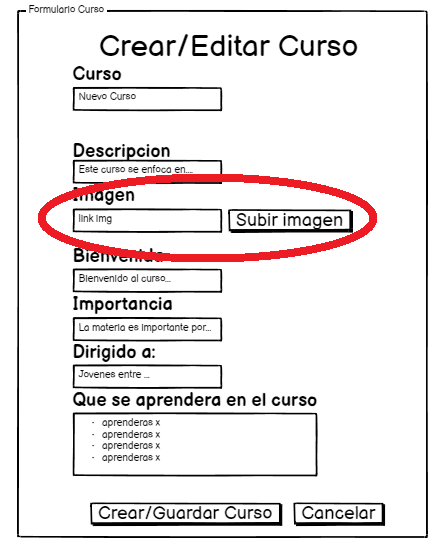 Formulario Curso
Crear/Editar Curso
Curso
Nuevo Curso
Descripcion
Este curso se enfoca en....
Imagen
link img
Subir imagen
Bienvenido
Bienvenido al curso...
Importancia
La materia es importante por...
Dirigido a:
Jovenes entre ...
Que se aprendera en el curso
- aprenderas x
- aprenderas x
- aprenderas x
- aprenderas x
Crear/Guardar Curso
Cancelar